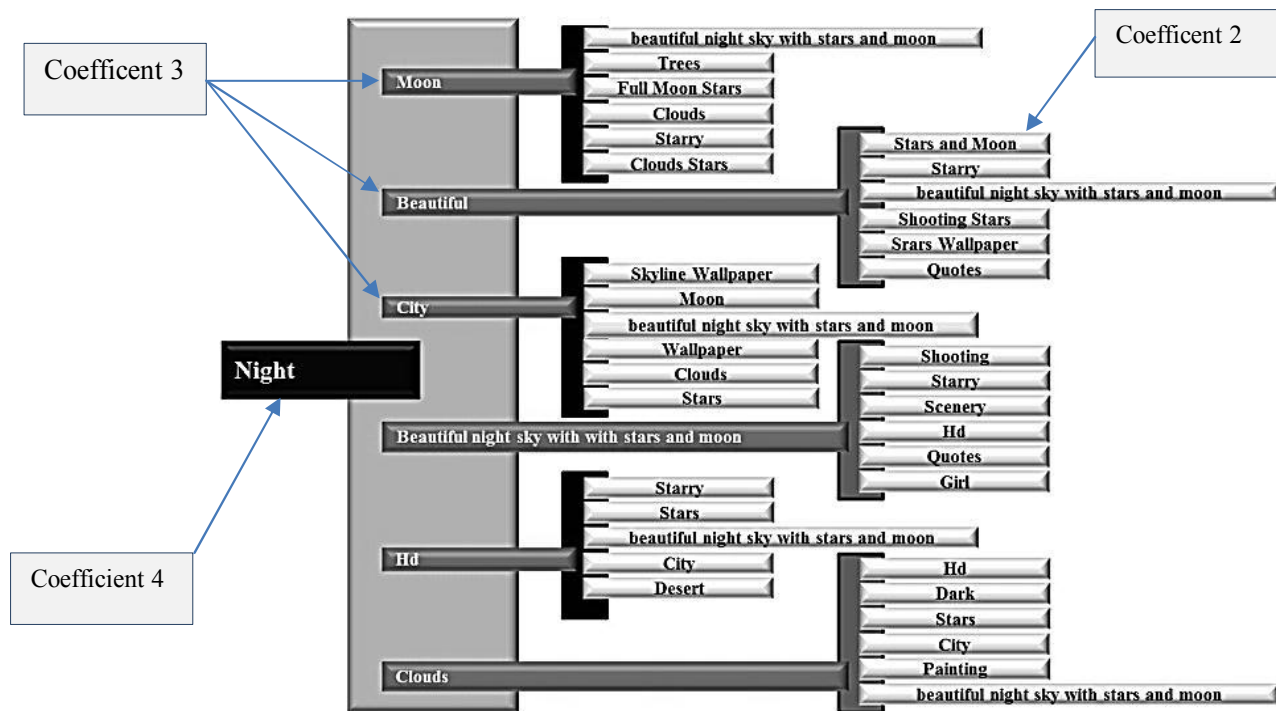 Coefficent 3
Coefficent 2
Coefficient 4
Night
Moon
beautiful night sky with stars and moon
Trees
Full Moon Stars
Clouds
Starry
Clouds Stars
Beautiful
Stars and Moon
Starry
beautiful night sky with stars and moon
Shooting Stars
Srars Wallpaper
Quotes
City
Skyline Wallpaper
Moon
beautiful night sky with stars and moon
Wallpaper
Clouds
Stars
Beautiful night sky with with stars and moon
Shooting
Starry
Scenery
Hd
Quotes
Girl
Hd
Starry
Stars
beautiful night sky with stars and moon
City
Desert
Clouds
Hd
Dark
Stars
City
Painting
beautiful night sky with stars and moon